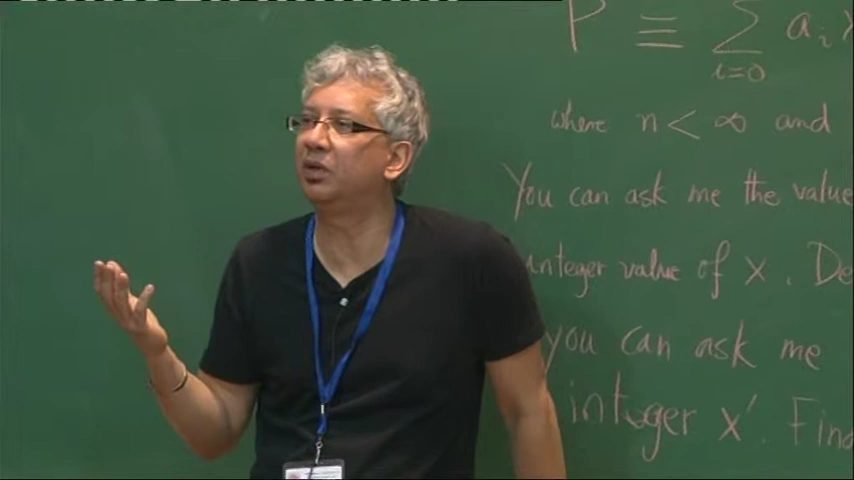 P ≡ ∑ aᵢ x
i=0
where n < ∞ and
You can ask me the value
integer value of x. De
you can ask me
integer x'. Find